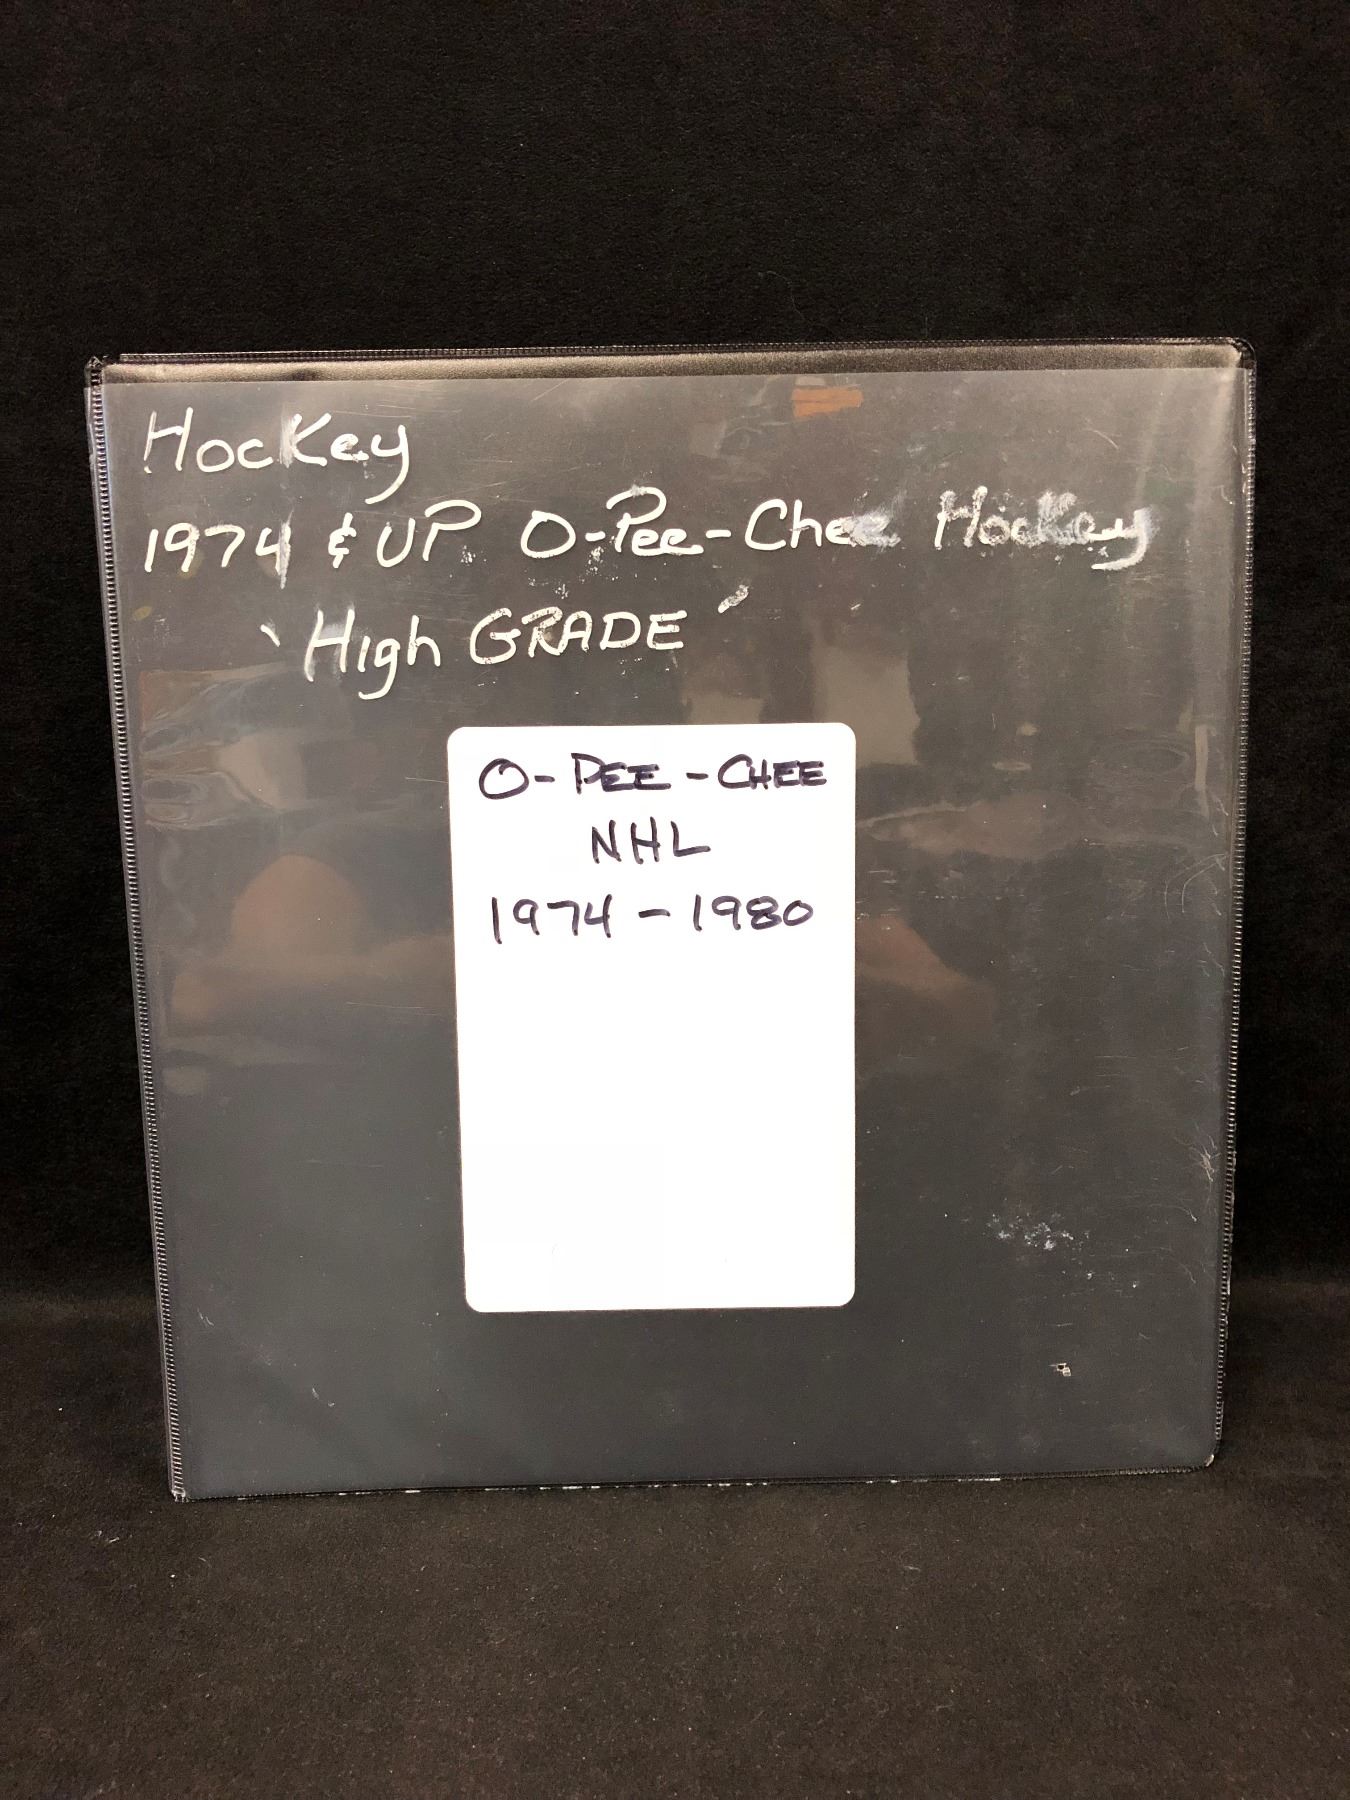 Hockey
1974 & UP O-Pee-Chee Hockey
'High GRADE'
O-PEE-CHEE
NHL
1974-1980